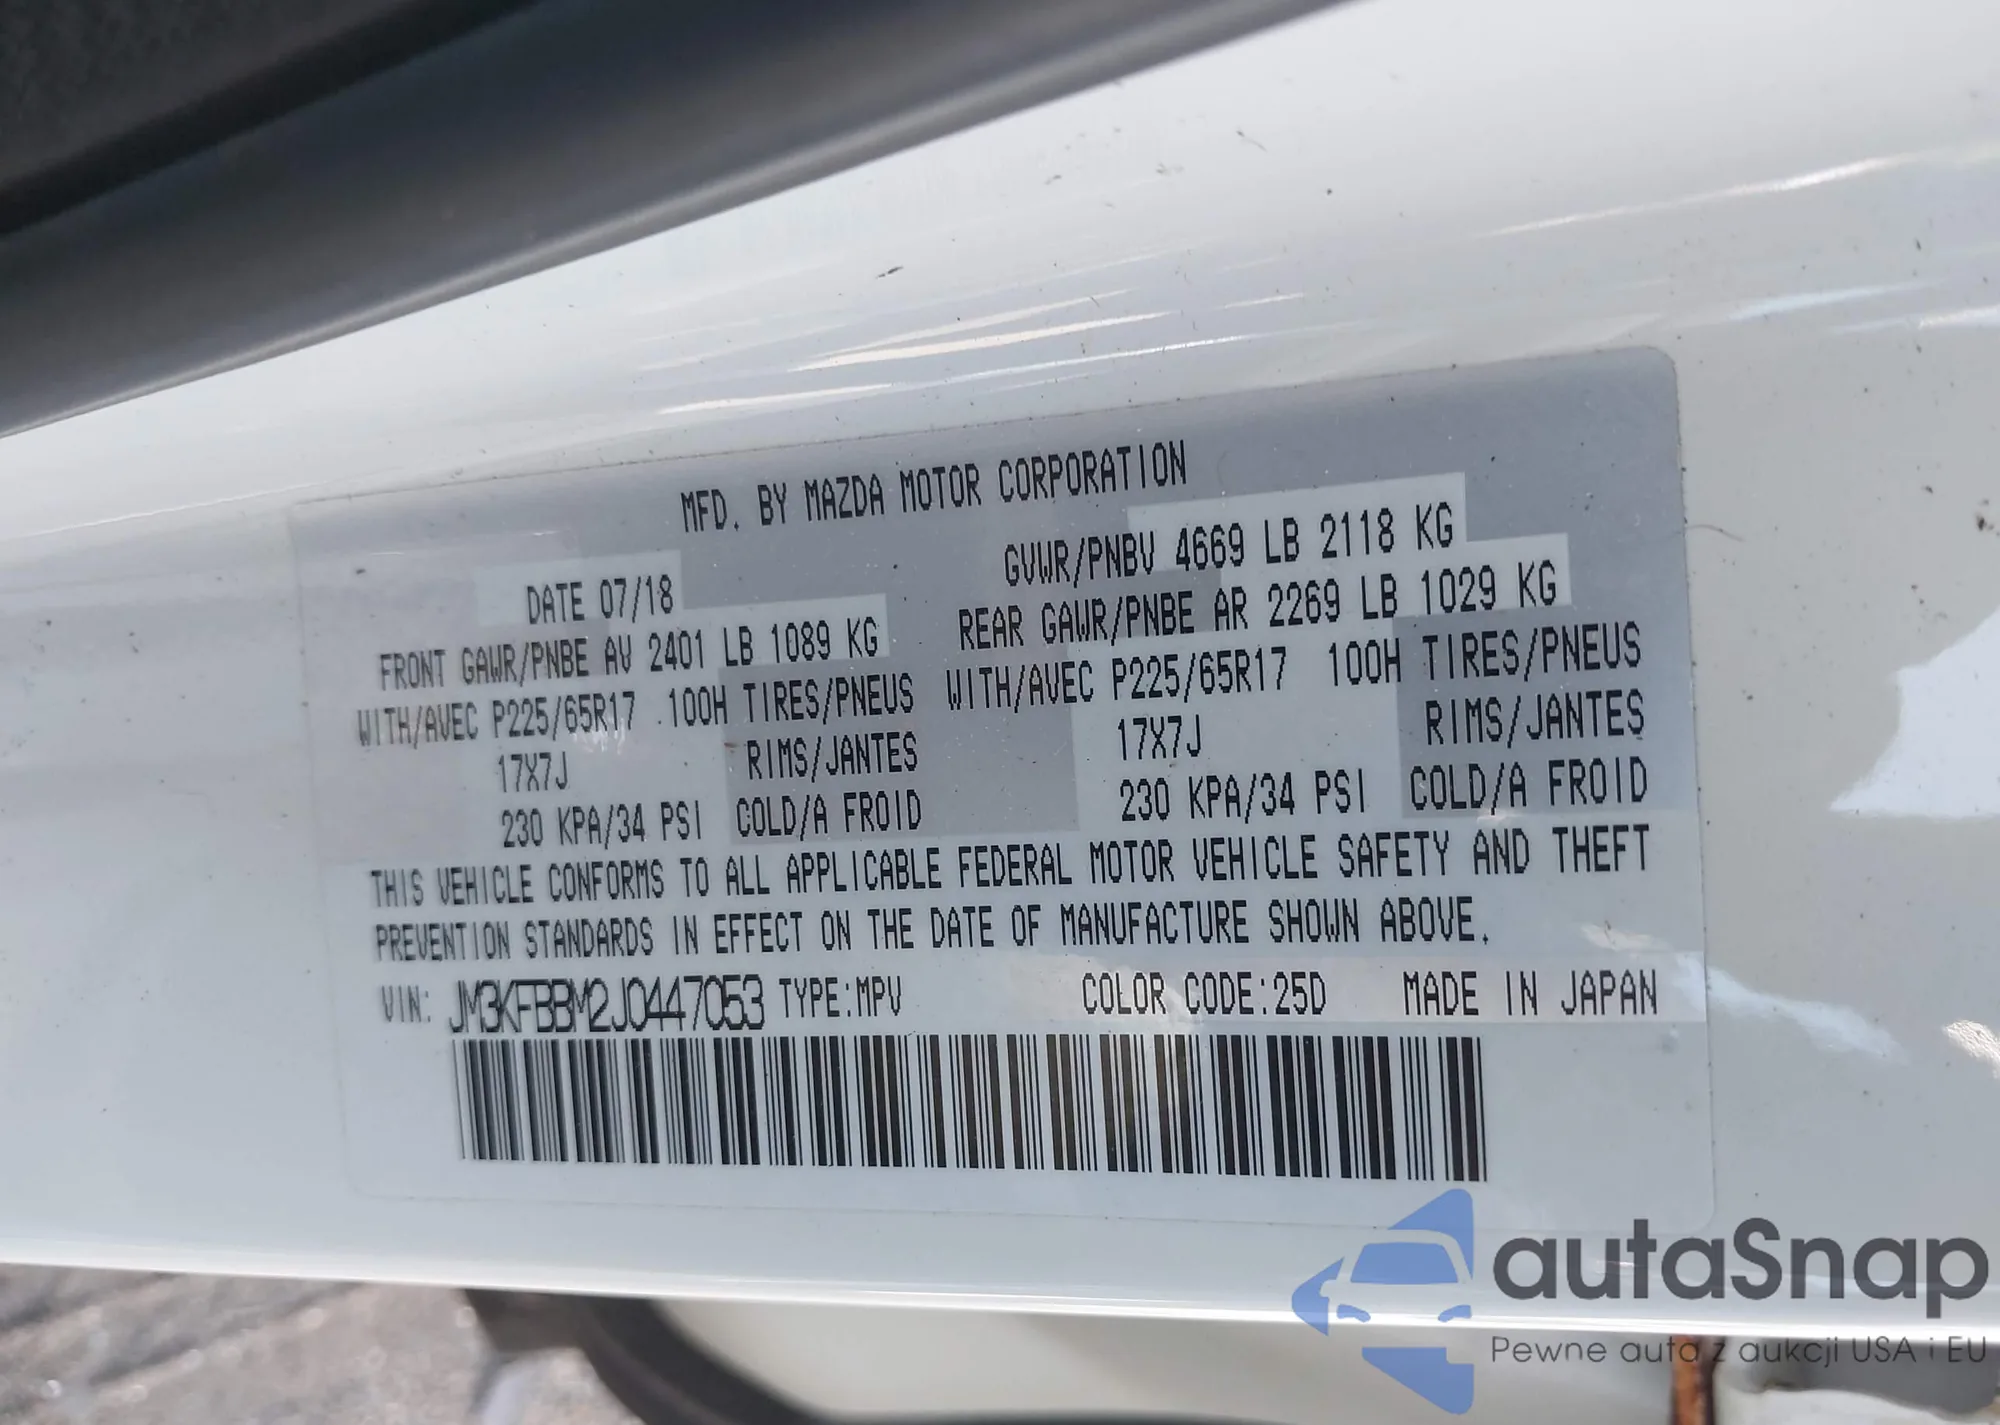 MFD. BY MAZDA MOTOR CORPORATION
DATE 07/18
GVWR/PNBV 4669 LB 2118 KG
FRONT GAWR/PNBE AV 2401 LB 1089 KG
REAR GAWR/PNBE AR 2269 LB 1029 KG
WITH/AVEC P225/65R17 100H TIRES/PNEUS
WITH/AVEC P225/65R17 100H TIRES/PNEUS
17X7J RIMS/JANTES
17X7J RIMS/JANTES
230 KPA/34 PSI COLD/A FROID
230 KPA/34 PSI COLD/A FROID
THIS VEHICLE CONFORMS TO ALL APPLICABLE FEDERAL MOTOR VEHICLE SAFETY AND THEFT
PREVENTION STANDARDS IN EFFECT ON THE DATE OF MANUFACTURE SHOWN ABOVE.
VIN: JM3KFBBM2J0447053 TYPE:MPV COLOR CODE:25D MADE IN JAPAN
autaSnap
Pewne auta z aukcji USA i EU